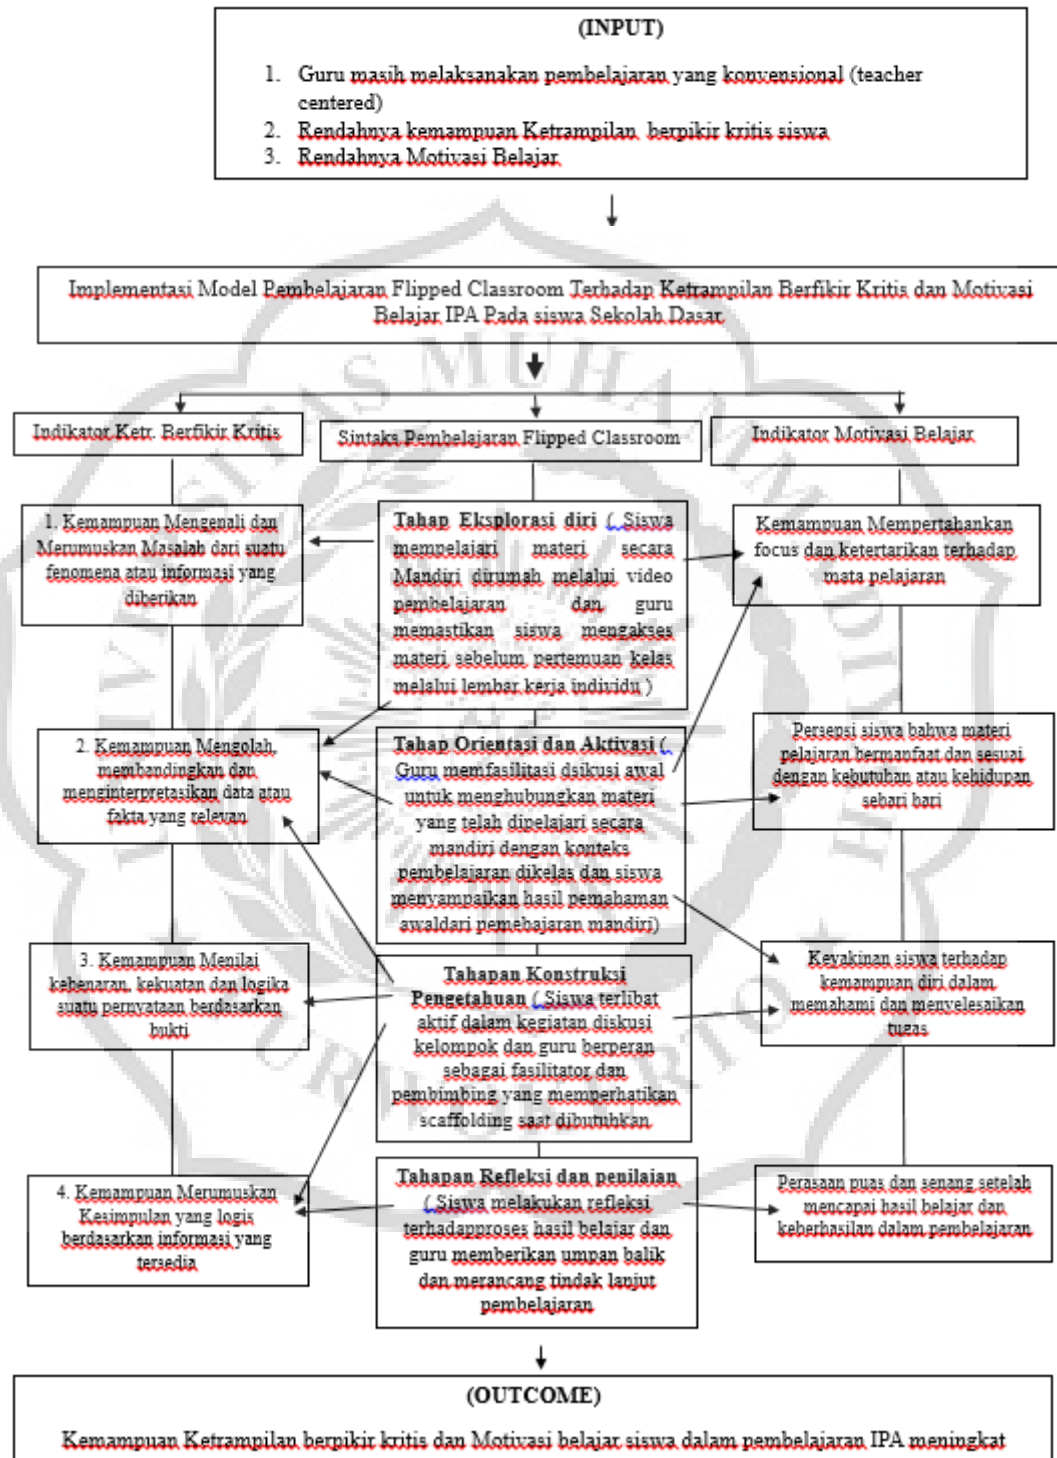 (INPUT)
1. Guru masih melaksanakan pembelajaran yang konvensional (teacher
centered)
2. Rendahnya kemampuan Ketrampilan berpikir kritis siswa
3. Rendahnya Motivasi Belajar
Implementasi Model Pembelajaran Flipped Classroom Terhadap Ketrampilan Berfikir Kritis dan Motivasi
Belajar IPA Pada siswa Sekolah Dasar
Indikator Ketr. Berfikir Kritis
Sintaks Pembelajaran Flipped Classroom
Indikator Motivasi Belajar
1. Kemampuan Mengenali dan
Merumuskan Masalah dari suatu
fenomena atau informasi yang
diberikan
Tahap Eksplorasi diri ( Siswa
mempelajari materi secara
Mandiri dirumah melalui video
pembelajaran dan guru
memastikan siswa mengakses
materi sebelum pertemuan kelas
melalui lembar kerja individu )
Kemampuan Mempertahankan
focus dan ketertarikan terhadap
mata pelajaran
2. Kemampuan Mengolah,
membandingkan dan
menginterpretasikan data atau
fakta yang relevan
Tahap Orientasi dan Aktivasi (
Guru memfasilitasi dsikusi awal
untuk menghubungkan materi
yang telah dipelajari secara
mandiri dengan konteks
pembelajaran dikelas dan siswa
menyampaikan hasil pemahaman
awaldari pemebajaran mandiri)
Persepsi siswa bahwa materi
pelajaran bermanfaat dan sesuai
dengan kebutuhan atau kehidupan
sehari hari
3. Kemampuan Menilai
kebenaran, kekuatan dan logika
suatu pernyataan berdasarkan
bukti
Tahapan Konstruksi
Pengetahuan ( Siswa terlibat
aktif dalam kegiatan diskusi
kelompok dan guru berperan
sebagai fasilitator dan
pembimbing yang memperhatikan
scaffolding saat dibutuhkan
Keyakinan siswa terhadap
kemampuan diri dalam
memahami dan menyelesaikan
tugas
4. Kemampuan Merumuskan
Kesimpulan yang logis
berdasarkan informasi yang
tersedia
Tahapan Refleksi dan penilaian
( Siswa melakukan refleksi
terhadapproses hasil belajar dan
guru memberikan umpan balik
dan merancang tindak lanjut
pembelajaran
Perasaan puas dan senang setelah
mencapai hasil belajar dan
keberhasilan dalam pembelajaran
(OUTCOME)
Kemampuan Ketrampilan berpikir kritis dan Motivasi belajar siswa dalam pembelajaran IPA meningkat